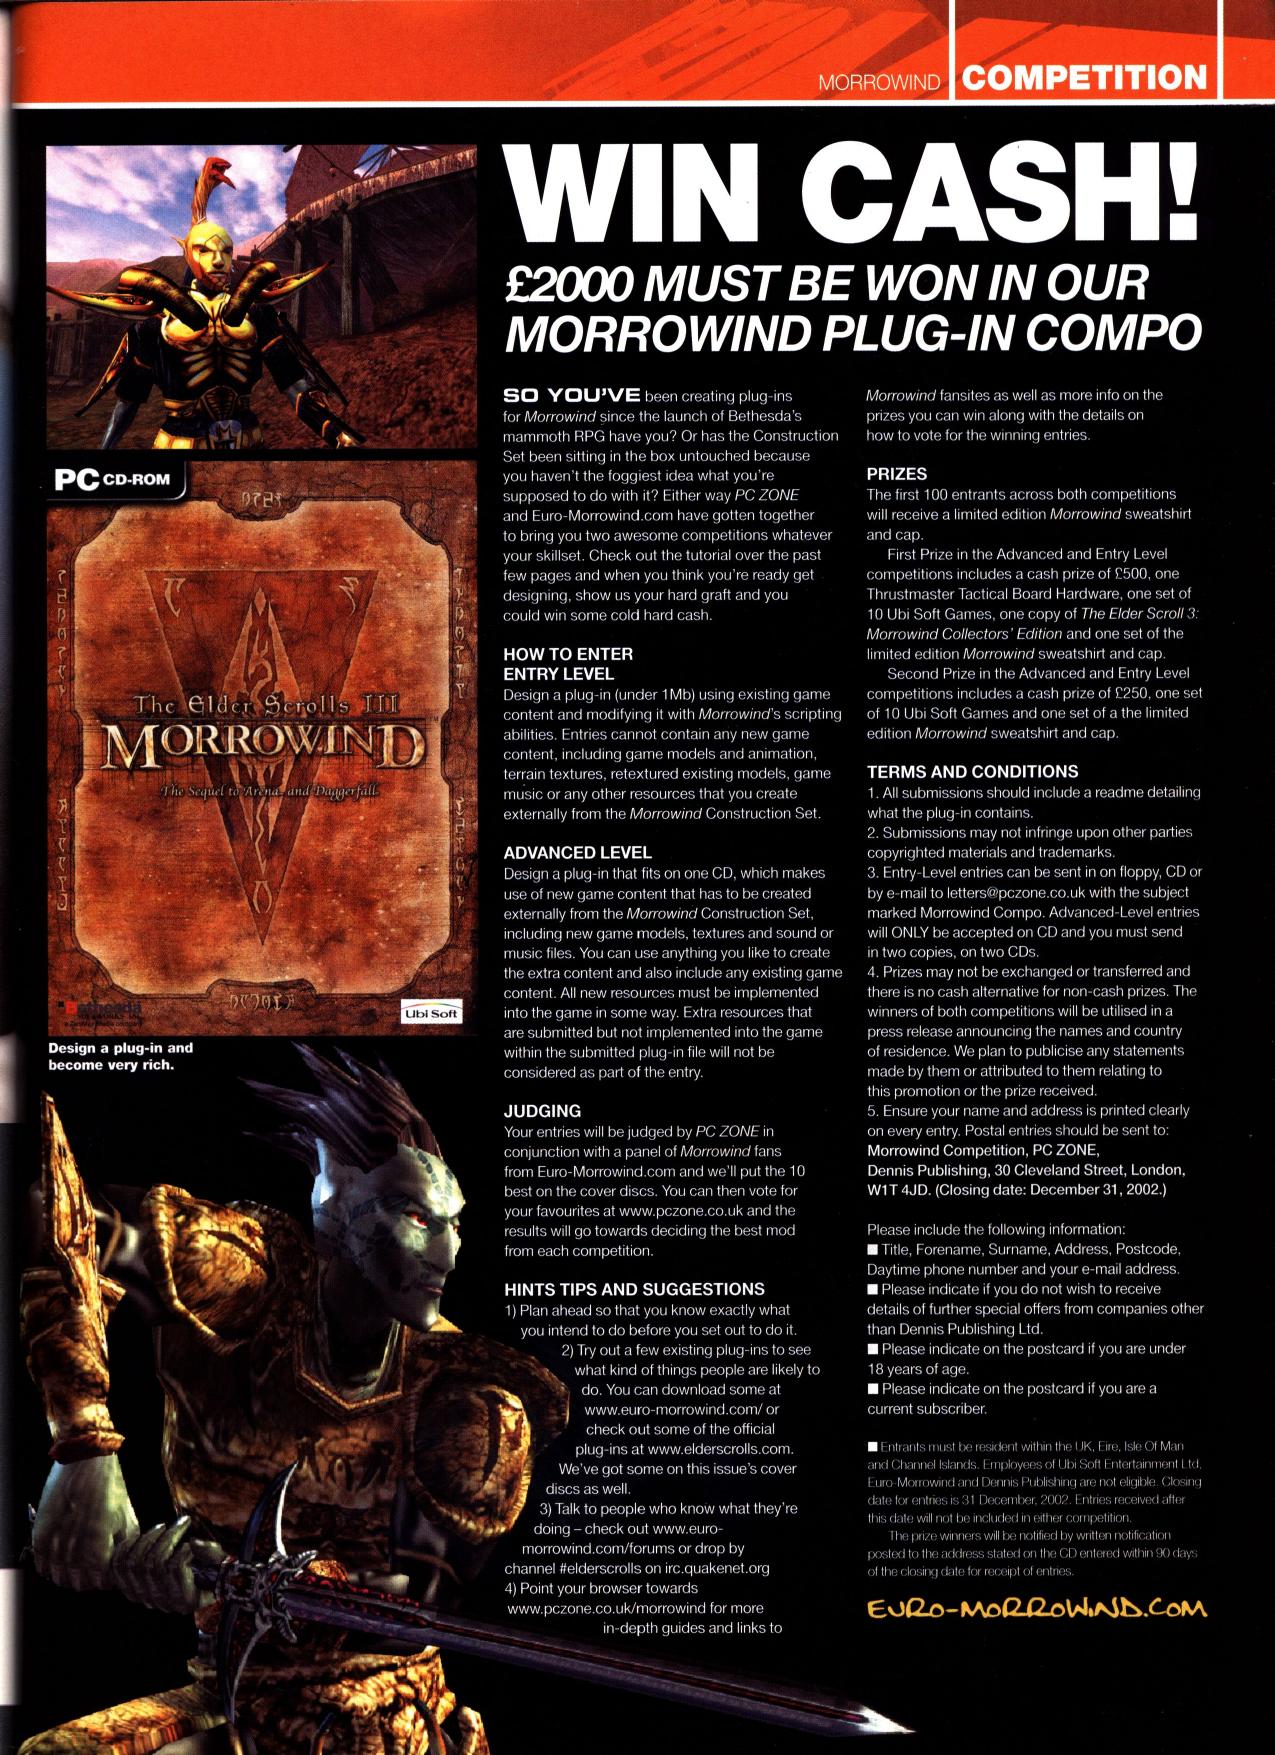 MORROWIND COMPETITION
WIN CASH!
£2000 MUST BE WON IN OUR
MORROWIND PLUG-IN COMPO
PC CD-ROM
The Elder Scrolls III
MORROWIND
The Sequel to Arena and Daggerfall
Bethesda
Ubi Soft
Design a plug-in and
become very rich.
SO YOU'VE been creating plug-ins
for Morrowind since the launch of Bethesda's
mammoth RPG have you? Or has the Construction
Set been sitting in the box untouched because
you haven't the foggiest idea what you're
supposed to do with it? Either way PC ZONE
and Euro-Morrowind.com have gotten together
to bring you two awesome competitions whatever
your skillset. Check out the tutorial over the past
few pages and when you think you're ready get
designing, show us your hard graft and you
could win some cold hard cash.
HOW TO ENTER
ENTRY LEVEL
Design a plug-in (under 1Mb) using existing game
content and modifying it with Morrowind's scripting
abilities. Entries cannot contain any new game
content, including game models and animation,
terrain textures, retextured existing models, game
music or any other resources that you create
externally from the Morrowind Construction Set.
ADVANCED LEVEL
Design a plug-in that fits on one CD, which makes
use of new game content that has to be created
externally from the Morrowind Construction Set,
including new game models, textures and sound or
music files. You can use anything you like to create
the extra content and also include any existing game
content. All new resources must be implemented
into the game in some way. Extra resources that
are submitted but not implemented into the game
within the submitted plug-in file will not be
considered as part of the entry.
JUDGING
Your entries will be judged by PC ZONE in
conjunction with a panel of Morrowind fans
from Euro-Morrowind.com and we'll put the 10
best on the cover discs. You can then vote for
your favourites at www.pczone.co.uk and the
results will go towards deciding the best mod
from each competition.
HINTS TIPS AND SUGGESTIONS
1) Plan ahead so that you know exactly what
you intend to do before you set out to do it.
2) Try out a few existing plug-ins to see
what kind of things people are likely to
do. You can download some at
www.euro-morrowind.com/ or
check out some of the official
plug-ins at www.elderscrolls.com.
We've got some on this issue's cover
discs as well.
3) Talk to people who know what they're
doing – check out www.euro-
morrowind.com/forums or drop by
channel #elderscrolls on irc.quakenet.org
4) Point your browser towards
www.pczone.co.uk/morrowind for more
in-depth guides and links to
Morrowind fansites as well as more info on the
prizes you can win along with the details on
how to vote for the winning entries.
PRIZES
The first 100 entrants across both competitions
will receive a limited edition Morrowind sweatshirt
and cap.
First Prize in the Advanced and Entry Level
competitions includes a cash prize of £500, one
Thrustmaster Tactical Board Hardware, one set of
10 Ubi Soft Games, one copy of The Elder Scroll 3:
Morrowind Collectors' Edition and one set of the
limited edition Morrowind sweatshirt and cap.
Second Prize in the Advanced and Entry Level
competitions includes a cash prize of £250, one set
of 10 Ubi Soft Games and one set of a the limited
edition Morrowind sweatshirt and cap.
TERMS AND CONDITIONS
1. All submissions should include a readme detailing
what the plug-in contains.
2. Submissions may not infringe upon other parties
copyrighted materials and trademarks.
3. Entry-Level entries can be sent in on floppy, CD or
by e-mail to letters@pczone.co.uk with the subject
marked Morrowind Compo. Advanced-Level entries
will ONLY be accepted on CD and you must send
in two copies, on two CDs.
4. Prizes may not be exchanged or transferred and
there is no cash alternative for non-cash prizes. The
winners of both competitions will be utilised in a
press release announcing the names and country
of residence. We plan to publicise any statements
made by them or attributed to them relating to
this promotion or the prize received.
5. Ensure your name and address is printed clearly
on every entry. Postal entries should be sent to:
Morrowind Competition, PC ZONE,
Dennis Publishing, 30 Cleveland Street, London,
W1T 4JD. (Closing date: December 31, 2002.)
Please include the following information:
■ Title, Forename, Surname, Address, Postcode,
Daytime phone number and your e-mail address.
■ Please indicate if you do not wish to receive
details of further special offers from companies other
than Dennis Publishing Ltd.
■ Please indicate on the postcard if you are under
18 years of age.
■ Please indicate on the postcard if you are a
current subscriber.
■ Entrants must be resident within the UK, Eire, Isle Of Man
and Channel Islands. Employees of Ubi Soft Entertainment Ltd,
Euro-Morrowind and Dennis Publishing are not eligible. Closing
date for entries is 31 December, 2002. Entries received after
this date will not be included in either competition.
The prize winners will be notified by written notification
posted to the address stated on the CD entered within 90 days
of the closing date for receipt of entries.
EURO-MORROWIND.COM